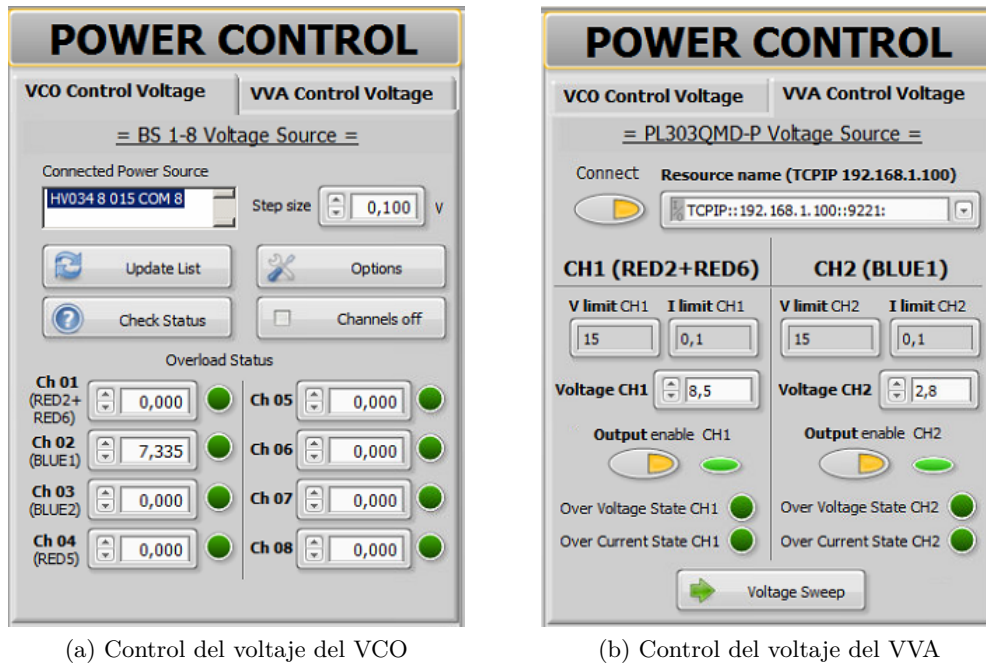 POWER CONTROL
VCO Control Voltage
VVA Control Voltage
= BS 1-8 Voltage Source =
Connected Power Source
HV034 8 015 COM 8
Step size
0,100
V
Update List
Options
Check Status
Channels off
Overload Status
Ch 01
(RED2+
RED6)
0,000
Ch 05
0,000
Ch 02
(BLUE1)
7,335
Ch 06
0,000
Ch 03
(BLUE2)
0,000
Ch 07
0,000
Ch 04
(RED5)
0,000
Ch 08
0,000
(a) Control del voltaje del VCO
POWER CONTROL
VCO Control Voltage
VVA Control Voltage
= PL303QMD-P Voltage Source =
Connect
Resource name (TCPIP 192.168.1.100)
TCPIP::192.168.1.100::9221:
CH1 (RED2+RED6)
CH2 (BLUE1)
V limit CH1
I limit CH1
V limit CH2
I limit CH2
15
0,1
15
0,1
Voltage CH1
8,5
Voltage CH2
2,8
Output enable CH1
Output enable CH2
Over Voltage State CH1
Over Voltage State CH2
Over Current State CH1
Over Current State CH2
Voltage Sweep
(b) Control del voltaje del VVA